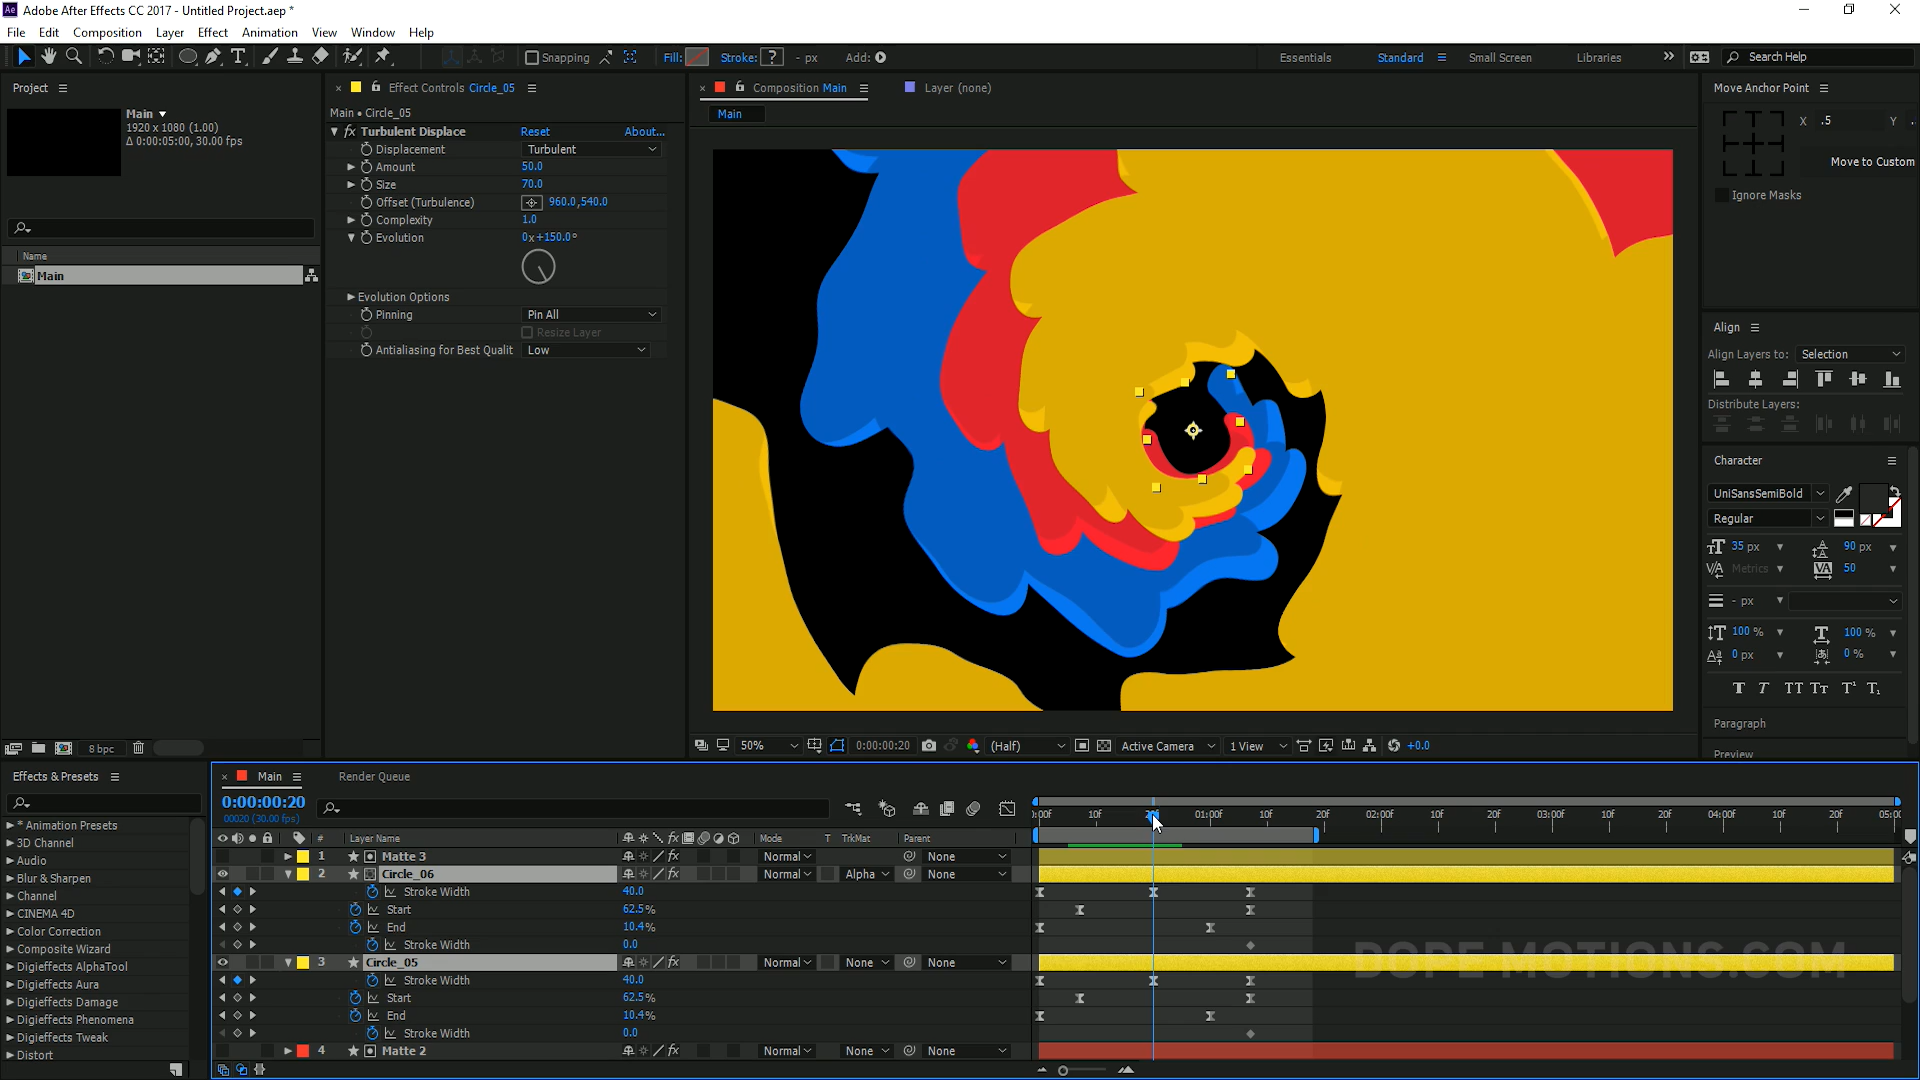 Adobe After Effects CC 2017 - Untitled Project.aep *
File Edit Composition Layer Effect Animation View Window Help
Snapping Fill: Stroke: ? - px Add: Essentials Standard Small Screen Libraries Search Help
Project
Main
1920 x 1080 (1.00)
Δ 0:00:05:00, 30.00 fps
Name
Main
8 bpc
Effect Controls Circle_05
Main • Circle_05
fx Turbulent Displace Reset About...
Displacement Turbulent
Amount 50.0
Size 70.0
Offset (Turbulence) 960.0,540.0
Complexity 1.0
Evolution 0x+150.0°
Evolution Options
Pinning Pin All
Resize Layer
Antialiasing for Best Qualit Low
Composition Main Layer (none)
Main
50% 0:00:00:20 (Half) Active Camera 1 View +0.0
Move Anchor Point
X .5 Y
Move to Custom
Ignore Masks
Align
Align Layers to: Selection
Distribute Layers:
Character
UniSansSemiBold
Regular
35 px 90 px
Metrics 50
- px
100 % 100 %
0 px 0 %
T T TT Tr T¹ T₁
Paragraph
Preview
Effects & Presets
* Animation Presets
3D Channel
Audio
Blur & Sharpen
Channel
CINEMA 4D
Color Correction
Composite Wizard
Digieffects AlphaTool
Digieffects Aura
Digieffects Damage
Digieffects Phenomena
Digieffects Tweak
Distort
Main Render Queue
0:00:00:20
00020 (30.00 fps)
# Layer Name Mode T TrkMat Parent
:00f 10f 20f 01:00f 10f 20f 02:00f 10f 20f 03:00f 10f 20f 04:00f 10f 20f 05:00
1 Matte 3 Normal None
2 Circle_06 Normal Alpha None
Stroke Width 40.0
Start 62.5%
End 10.4%
Stroke Width 0.0
3 Circle_05 Normal None None
Stroke Width 40.0
Start 62.5%
End 10.4%
Stroke Width 0.0
4 Matte 2 Normal None None
DOPE MOTIONS.COM